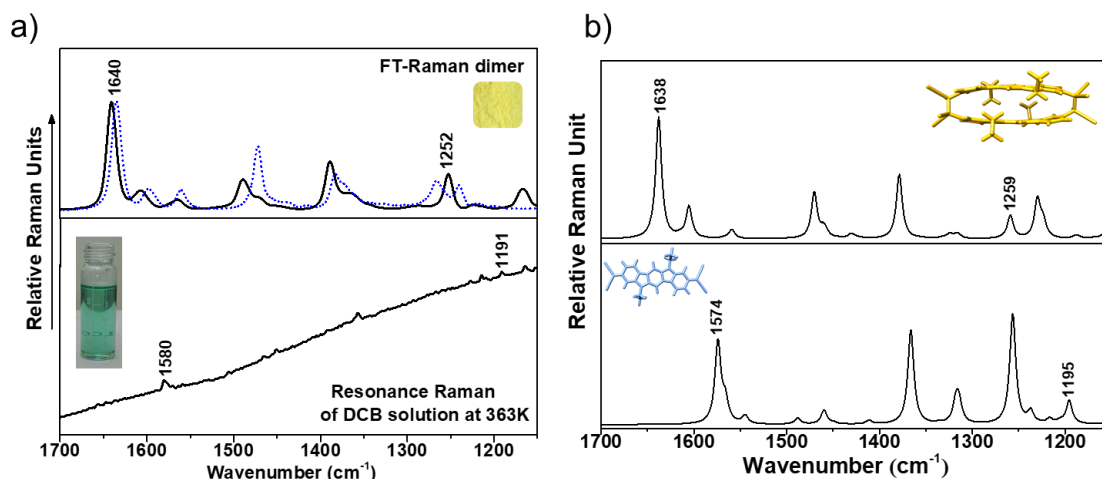 a)
FT-Raman dimer
1640
1252
1191
1580
Resonance Raman
of DCB solution at 363K
Relative Raman Units
1700 1600 1500 1400 1300 1200
Wavenumber (cm-1)
b)
1638
1259
1574
1195
Relative Raman Unit
1700 1600 1500 1400 1300 1200
Wavenumber (cm-1)